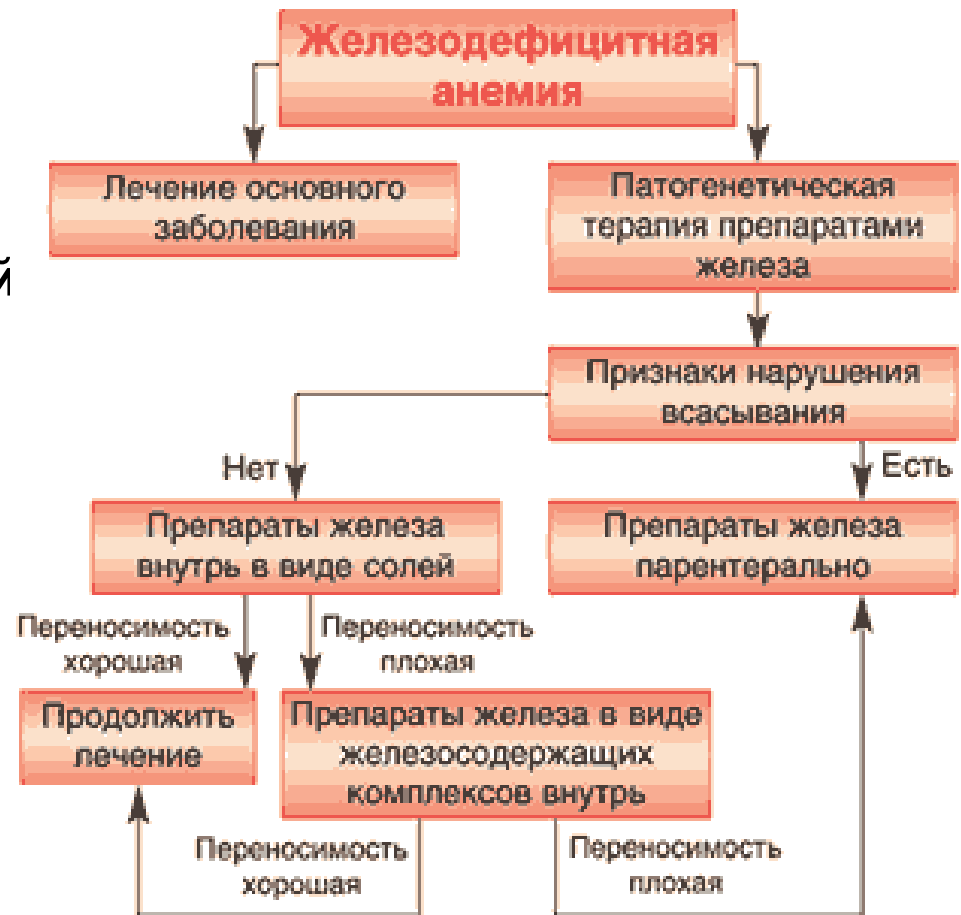 Железодефицитная
анемия
Лечение основного
заболевания
Патогенетическая
терапия препаратами
железа
й
Признаки нарушения
всасывания
Нет
Есть
Препараты железа
внутрь в виде солей
Препараты железа
парентерально
Переносимость
хорошая
Переносимость
плохая
Продолжить
лечение
Препараты железа в виде
железосодержащих
комплексов внутрь
Переносимость
хорошая
Переносимость
плохая